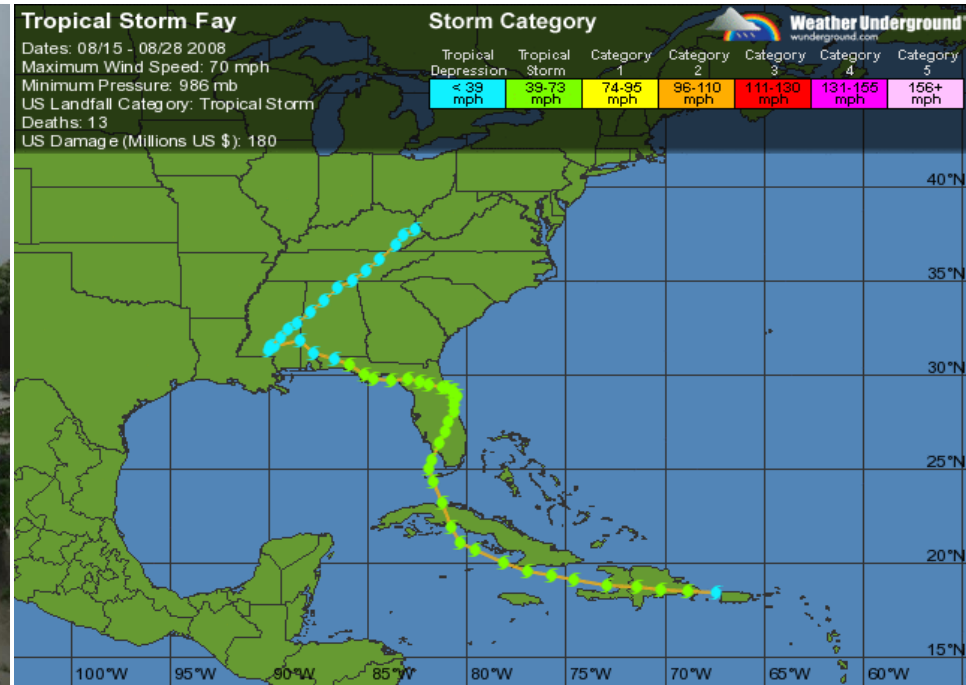 Tropical Storm Fay
Dates: 08/15 - 08/28 2008
Maximum Wind Speed: 70 mph
Minimum Pressure: 986 mb
US Landfall Category: Tropical Storm
Deaths: 13
US Damage (Millions US $): 180
Storm Category
Weather Underground®
wunderground.com
Tropical Depression
< 39 mph
Tropical Storm
39-73 mph
Category 1
74-95 mph
Category 2
96-110 mph
Category 3
111-130 mph
Category 4
131-155 mph
Category 5
156+ mph
40°N
35°N
30°N
25°N
20°N
15°N
100°W 95°W 90°W 85°W 80°W 75°W 70°W 65°W 60°W